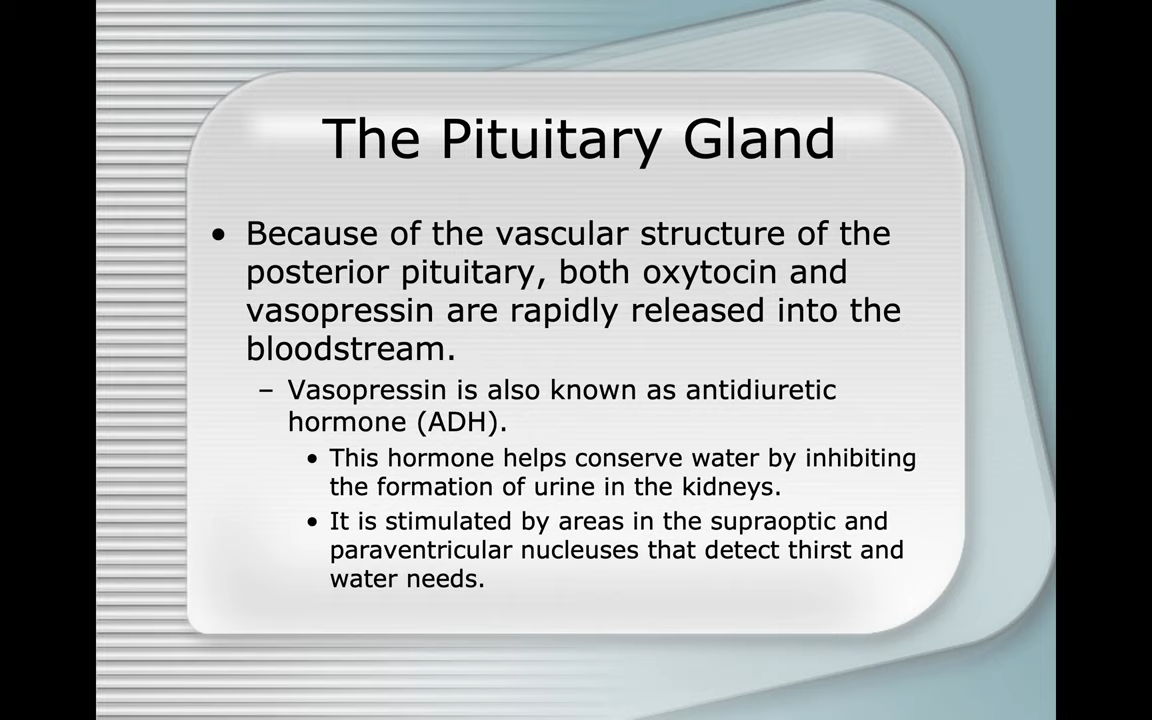 The Pituitary Gland
• Because of the vascular structure of the
posterior pituitary, both oxytocin and
vasopressin are rapidly released into the
bloodstream.
– Vasopressin is also known as antidiuretic
hormone (ADH).
• This hormone helps conserve water by inhibiting
the formation of urine in the kidneys.
• It is stimulated by areas in the supraoptic and
paraventricular nucleuses that detect thirst and
water needs.